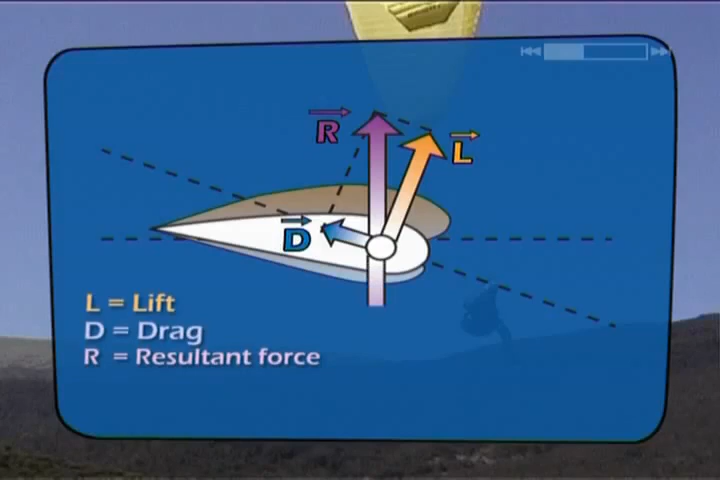 R
L
D
L = Lift
D = Drag
R = Resultant force